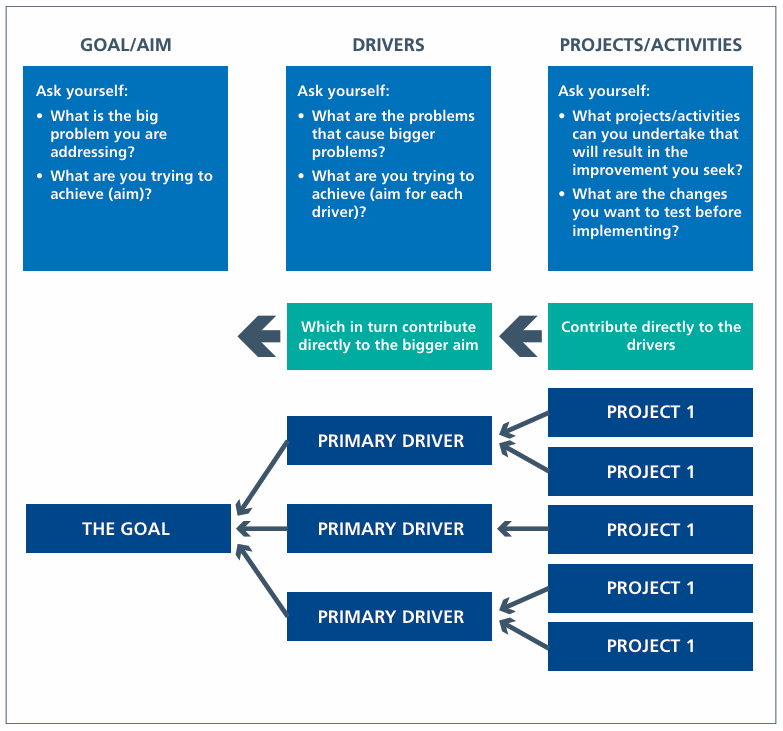 GOAL/AIM
DRIVERS
PROJECTS/ACTIVITIES
Ask yourself:
• What is the big
problem you are
addressing?
• What are you trying to
achieve (aim)?
Ask yourself:
• What are the problems
that cause bigger
problems?
• What are you trying to
achieve (aim for each
driver)?
Ask yourself:
• What projects/activities
can you undertake that
will result in the
improvement you seek?
• What are the changes
you want to test before
implementing?
Which in turn contribute
directly to the bigger aim
Contribute directly to the
drivers
THE GOAL
PRIMARY DRIVER
PRIMARY DRIVER
PRIMARY DRIVER
PROJECT 1
PROJECT 1
PROJECT 1
PROJECT 1
PROJECT 1